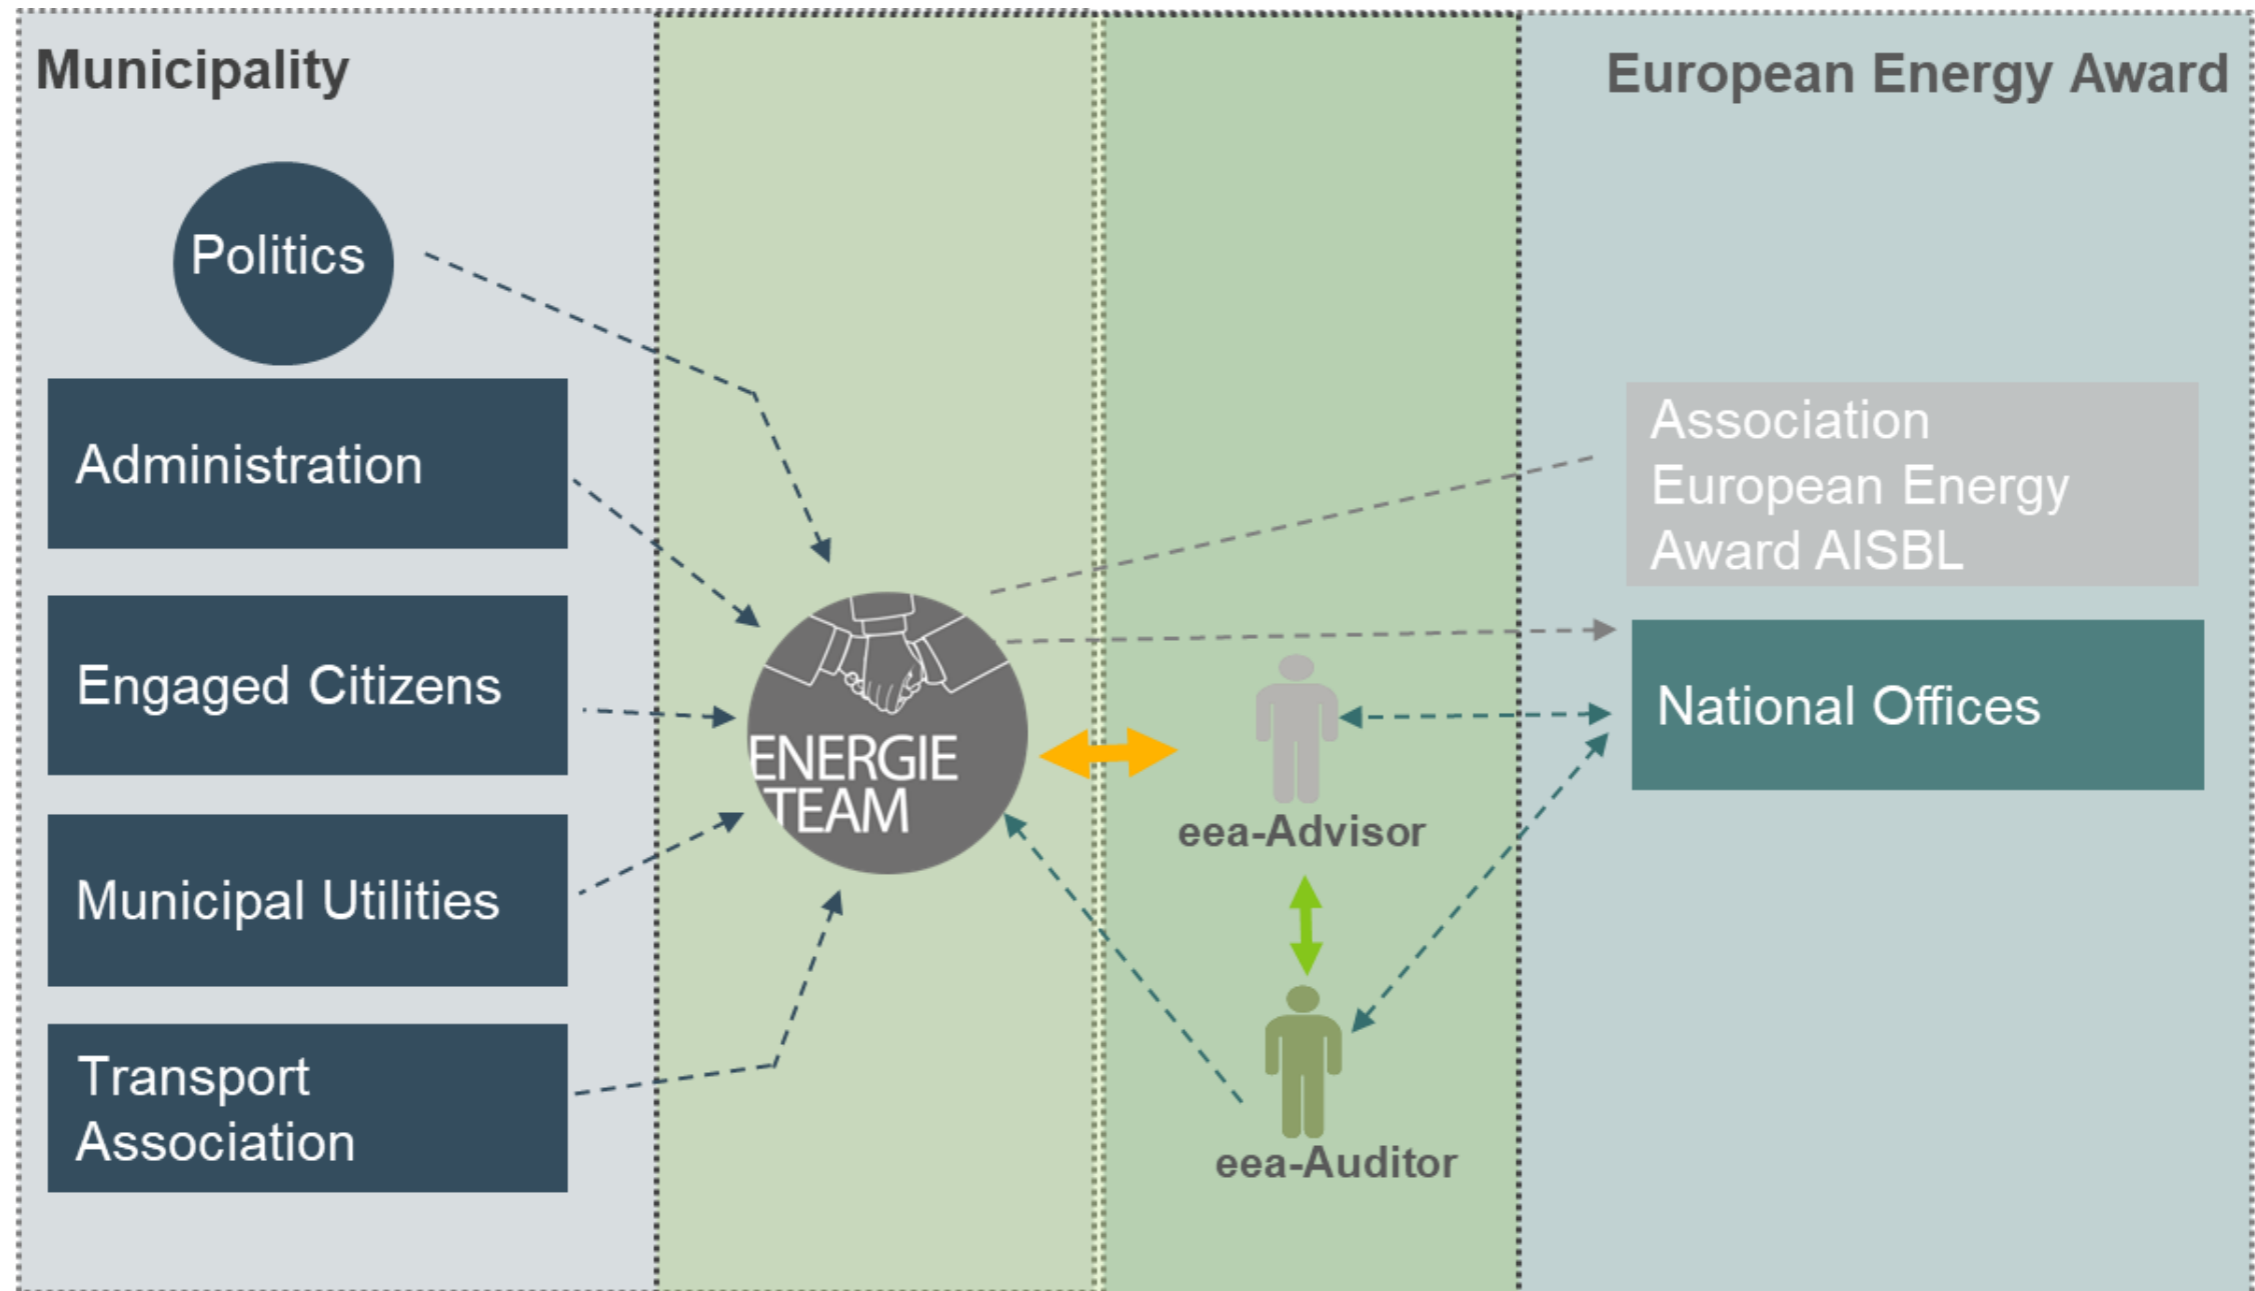 Municipality
European Energy Award
Politics
Administration
Engaged Citizens
Municipal Utilities
Transport
Association
ENERGIE
TEAM
eea-Advisor
eea-Auditor
Association
European Energy
Award AISBL
National Offices